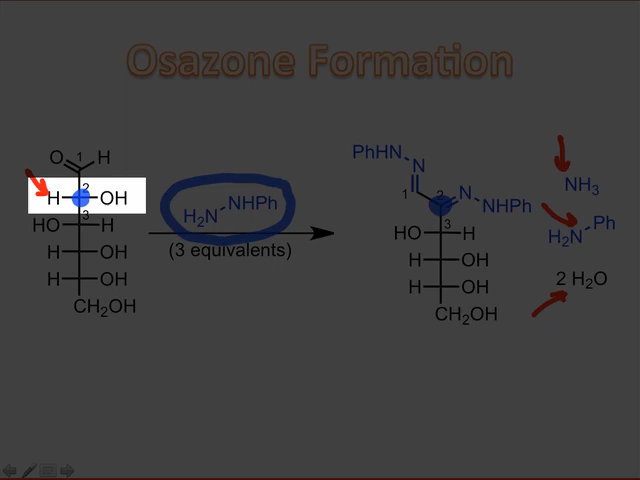 Osazone Formation
O 1 H
2
H OH
3
HO H
H OH
H OH
CH2OH
H2N NHPh
(3 equivalents)
PhHN
N
1 2 N
NHPh
3
HO H
H OH
H OH
CH2OH
NH3
Ph
H2N
2 H2O